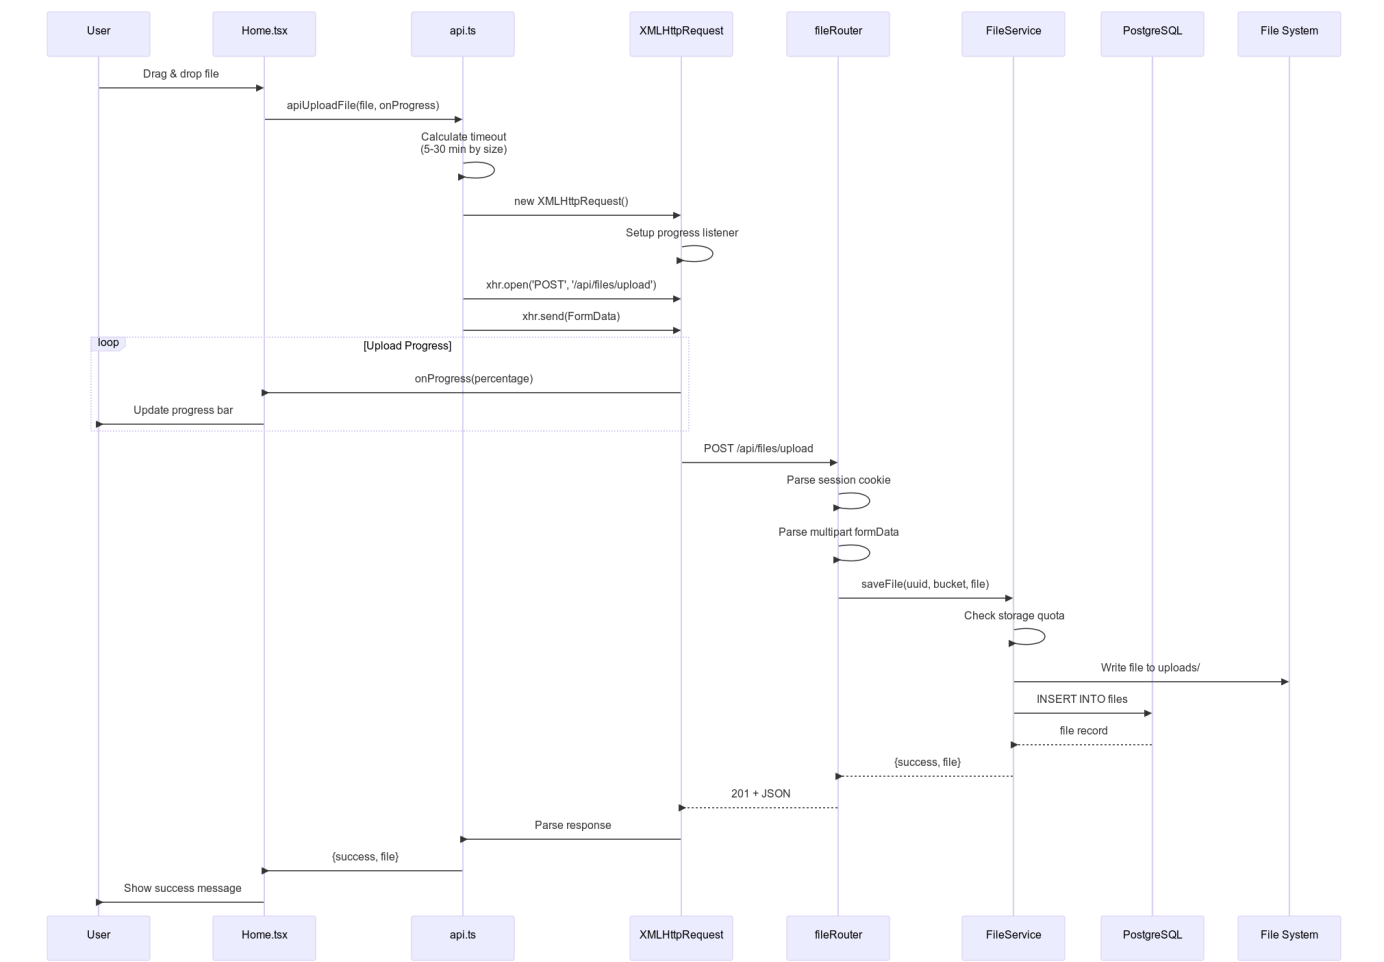 User
Home.tsx
api.ts
XMLHttpRequest
fileRouter
FileService
PostgreSQL
File System
Drag & drop file
apiUploadFile(file, onProgress)
Calculate timeout
(5-30 min by size)
new XMLHttpRequest()
Setup progress listener
xhr.open('POST', '/api/files/upload')
xhr.send(FormData)
loop
[Upload Progress]
onProgress(percentage)
Update progress bar
POST /api/files/upload
Parse session cookie
Parse multipart formData
saveFile(uuid, bucket, file)
Check storage quota
Write file to uploads/
INSERT INTO files
file record
{success, file}
201 + JSON
Parse response
{success, file}
Show success message
User
Home.tsx
api.ts
XMLHttpRequest
fileRouter
FileService
PostgreSQL
File System